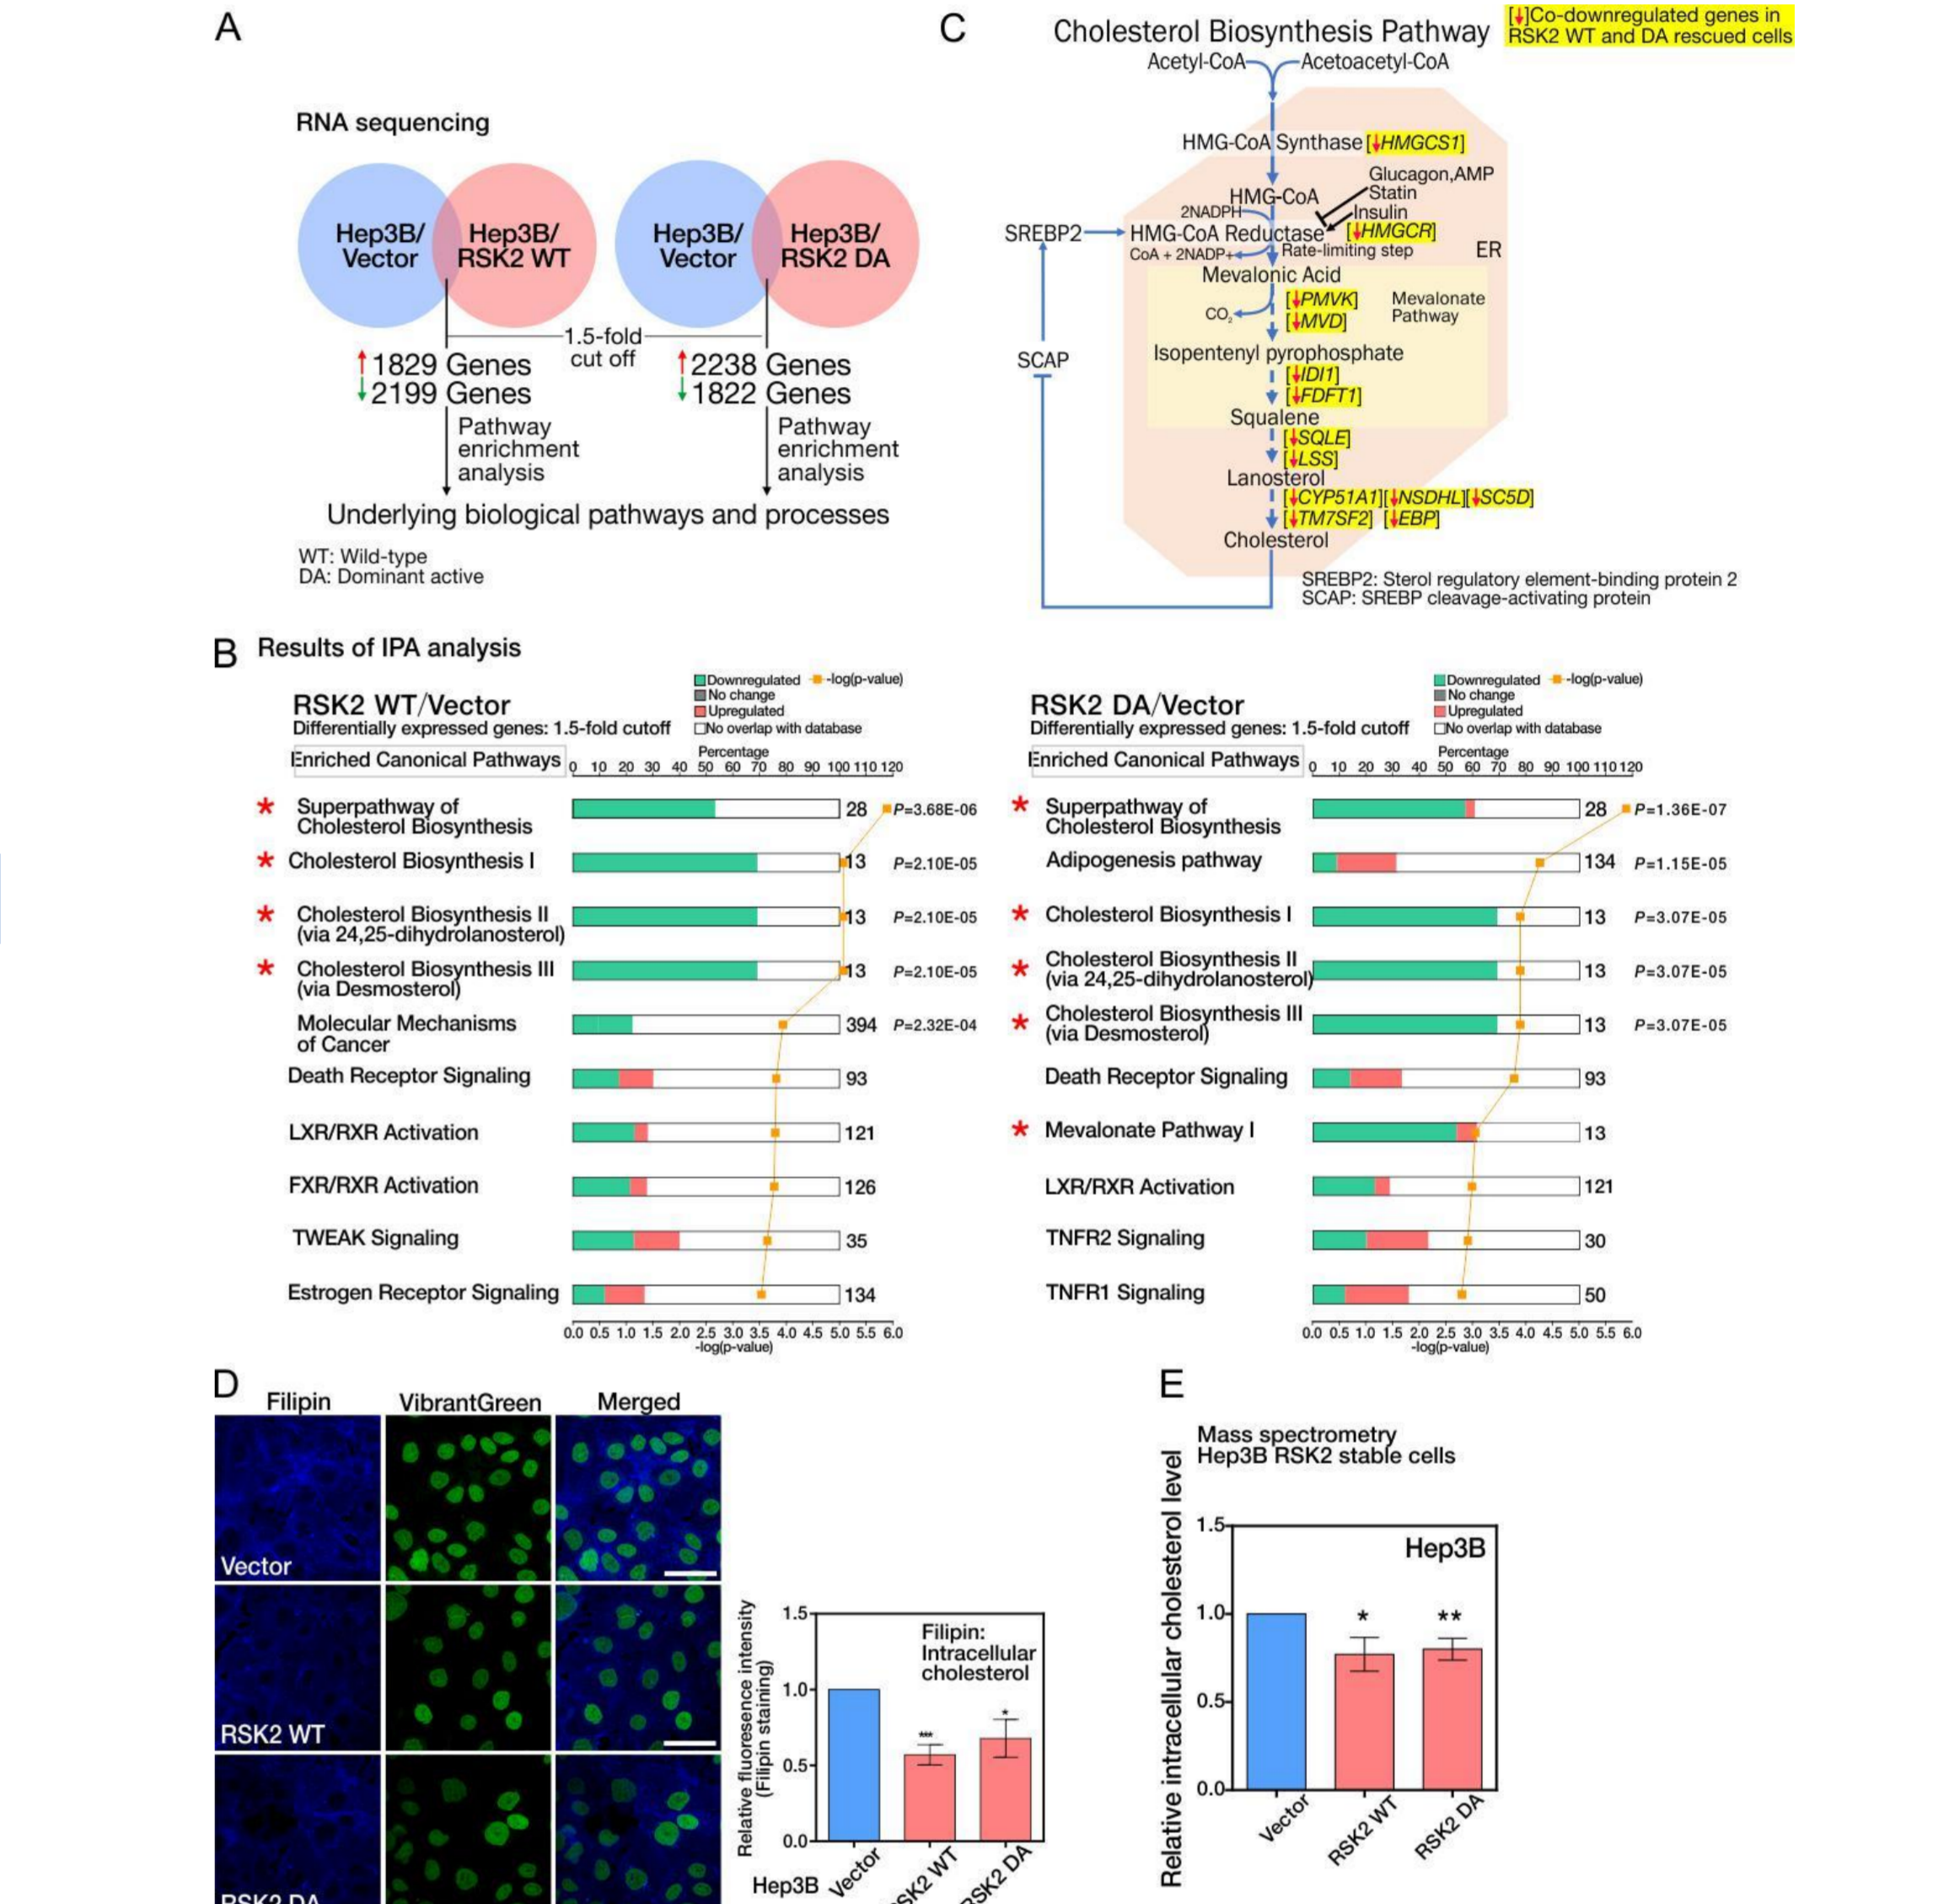 A
RNA sequencing
Hep3B/
Vector
Hep3B/
RSK2 WT
Hep3B/
Vector
Hep3B/
RSK2 DA
1.5-fold
cut off
↑1829 Genes
↓2199 Genes
↑2238 Genes
↓1822 Genes
Pathway
enrichment
analysis
Pathway
enrichment
analysis
Underlying biological pathways and processes
WT: Wild-type
DA: Dominant active
C
Cholesterol Biosynthesis Pathway
[↓]Co-downregulated genes in
RSK2 WT and DA rescued cells
Acetyl-CoA
Acetoacetyl-CoA
HMG-CoA Synthase [↓HMGCS1]
Glucagon,AMP
Statin
HMG-CoA
2NADPH
Insulin
SREBP2
HMG-CoA Reductase [↓HMGCR]
ER
CoA + 2NADP+
Rate-limiting step
Mevalonic Acid
[↓PMVK]
[↓MVD]
Mevalonate
Pathway
CO2
Isopentenyl pyrophosphate
SCAP
[↓IDI1]
[↓FDFT1]
Squalene
[↓SQLE]
[↓LSS]
Lanosterol
[↓CYP51A1][↓NSDHL][↓SC5D]
[↓TM7SF2] [↓EBP]
Cholesterol
SREBP2: Sterol regulatory element-binding protein 2
SCAP: SREBP cleavage-activating protein
B
Results of IPA analysis
RSK2 WT/Vector
Differentially expressed genes: 1.5-fold cutoff
Downregulated
-log(p-value)
No change
Upregulated
No overlap with database
Enriched Canonical Pathways
Percentage
0 10 20 30 40 50 60 70 80 90 100 110 120
* Superpathway of
Cholesterol Biosynthesis
28 P=3.68E-06
* Cholesterol Biosynthesis I 13 P=2.10E-05
* Cholesterol Biosynthesis II
(via 24,25-dihydrolanosterol)
13 P=2.10E-05
* Cholesterol Biosynthesis III
(via Desmosterol)
13 P=2.10E-05
Molecular Mechanisms
of Cancer
394 P=2.32E-04
Death Receptor Signaling 93
LXR/RXR Activation 121
FXR/RXR Activation 126
TWEAK Signaling 35
Estrogen Receptor Signaling 134
0.0 0.5 1.0 1.5 2.0 2.5 3.0 3.5 4.0 4.5 5.0 5.5 6.0
-log(p-value)
RSK2 DA/Vector
Differentially expressed genes: 1.5-fold cutoff
Downregulated
-log(p-value)
No change
Upregulated
No overlap with database
Enriched Canonical Pathways
Percentage
0 10 20 30 40 50 60 70 80 90 100 110 120
* Superpathway of
Cholesterol Biosynthesis
28 P=1.36E-07
Adipogenesis pathway 134 P=1.15E-05
* Cholesterol Biosynthesis I 13 P=3.07E-05
* Cholesterol Biosynthesis II
(via 24,25-dihydrolanosterol)
13 P=3.07E-05
* Cholesterol Biosynthesis III
(via Desmosterol)
13 P=3.07E-05
Death Receptor Signaling 93
* Mevalonate Pathway I 13
LXR/RXR Activation 121
TNFR2 Signaling 30
TNFR1 Signaling 50
0.0 0.5 1.0 1.5 2.0 2.5 3.0 3.5 4.0 4.5 5.0 5.5 6.0
-log(p-value)
D
Filipin
VibrantGreen
Merged
Vector
RSK2 WT
RSK2 DA
Relative fluoresence intensity
(Filipin staining)
1.5
1.0
0.5
0.0
Filipin:
Intracellular
cholesterol
***
*
Hep3B
Vector
RSK2 WT
RSK2 DA
E
Mass spectrometry
Hep3B RSK2 stable cells
Relative intracellular cholesterol level
1.5
1.0
0.5
0.0
Hep3B
*
**
Vector
RSK2 WT
RSK2 DA